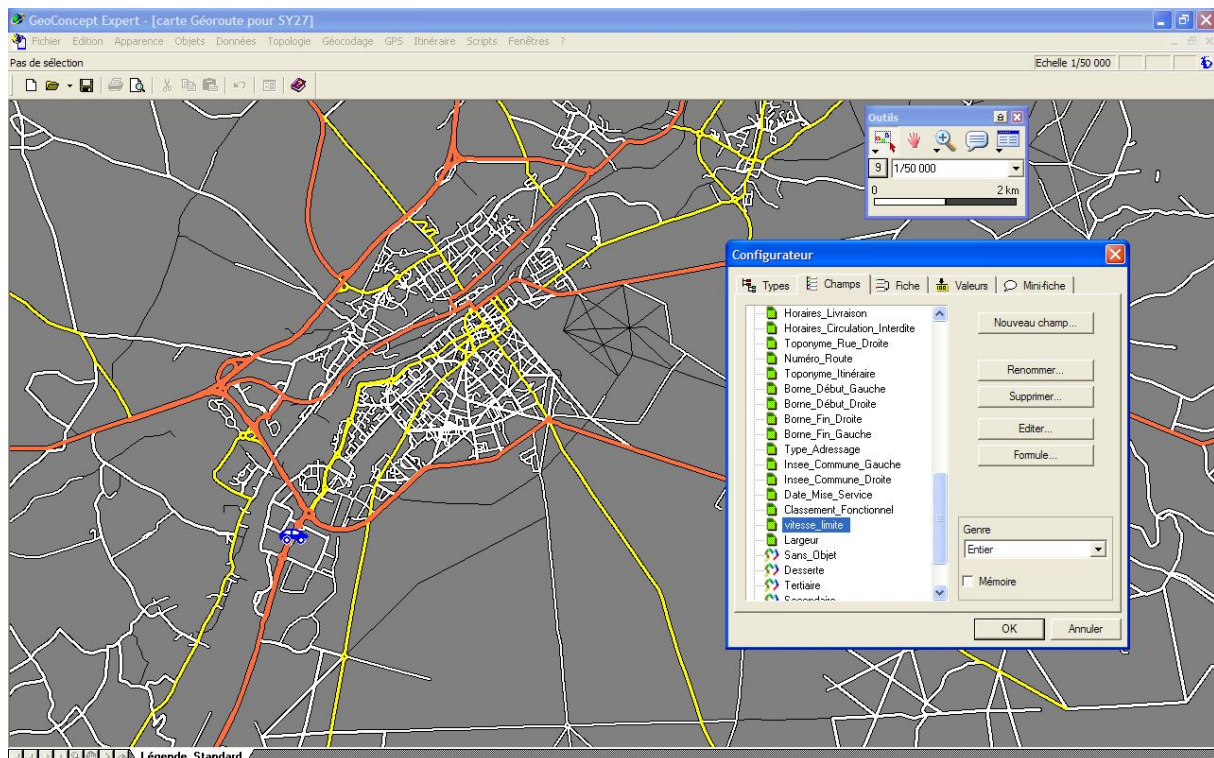 GeoConcept Expert - [carte Géoroute pour SY27]
Fichier Edition Apparence Objets Données Topologie Géocodage GPS Itinéraire Scripts Fenêtres ?
Pas de sélection
Echelle 1/50 000
Outils
9 1/50 000
0 2 km
Configurateur
Types Champs Fiche Valeurs Mini-fiche
Horaires_Livraison
Horaires_Circulation_Interdite
Toponyme_Rue_Droite
Numéro_Route
Toponyme_Itinéraire
Borne_Début_Gauche
Borne_Début_Droite
Borne_Fin_Droite
Borne_Fin_Gauche
Type_Adressage
Insee_Commune_Gauche
Insee_Commune_Droite
Date_Mise_Service
Classement_Fonctionnel
vitesse_limite
Largeur
Sans_Objet
Desserte
Tertiaire
Secondaire
Nouveau champ...
Renommer...
Supprimer...
Editer...
Formule...
Genre
Entier
Mémoire
OK Annuler
Légende_Standard